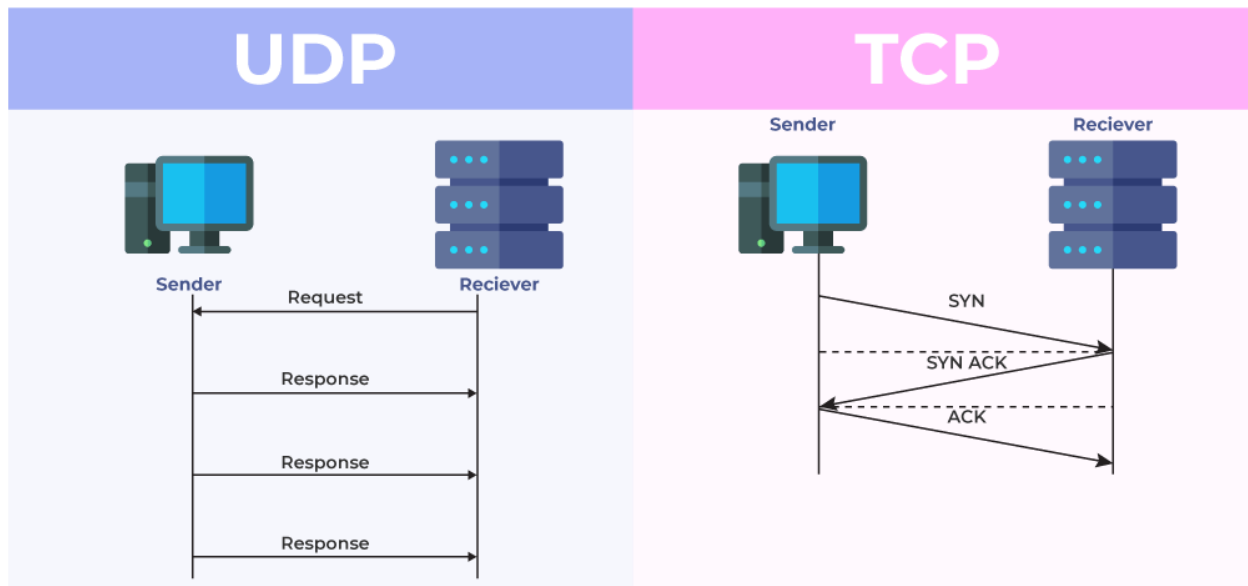 UDP
Sender
Reciever
Request
Response
Response
Response
TCP
Sender
Reciever
SYN
SYN ACK
ACK